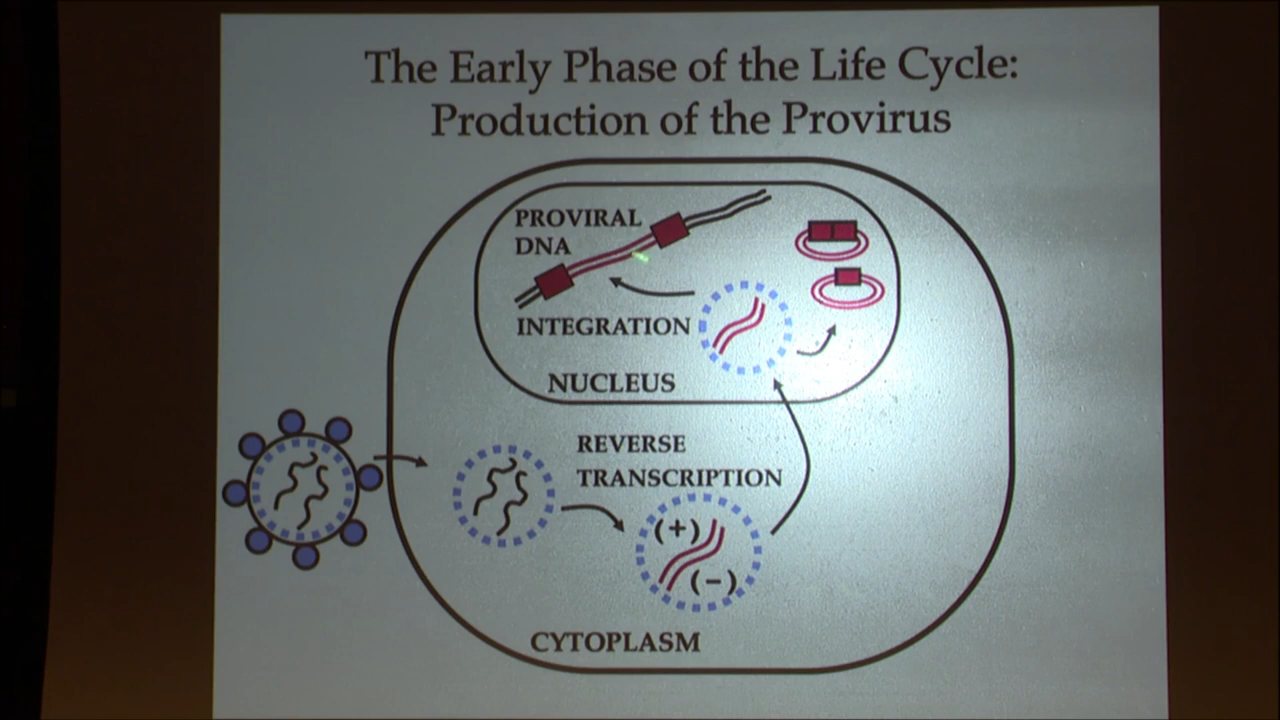 The Early Phase of the Life Cycle:
Production of the Provirus
PROVIRAL
DNA
INTEGRATION
NUCLEUS
REVERSE
TRANSCRIPTION
(+)
(-)
CYTOPLASM